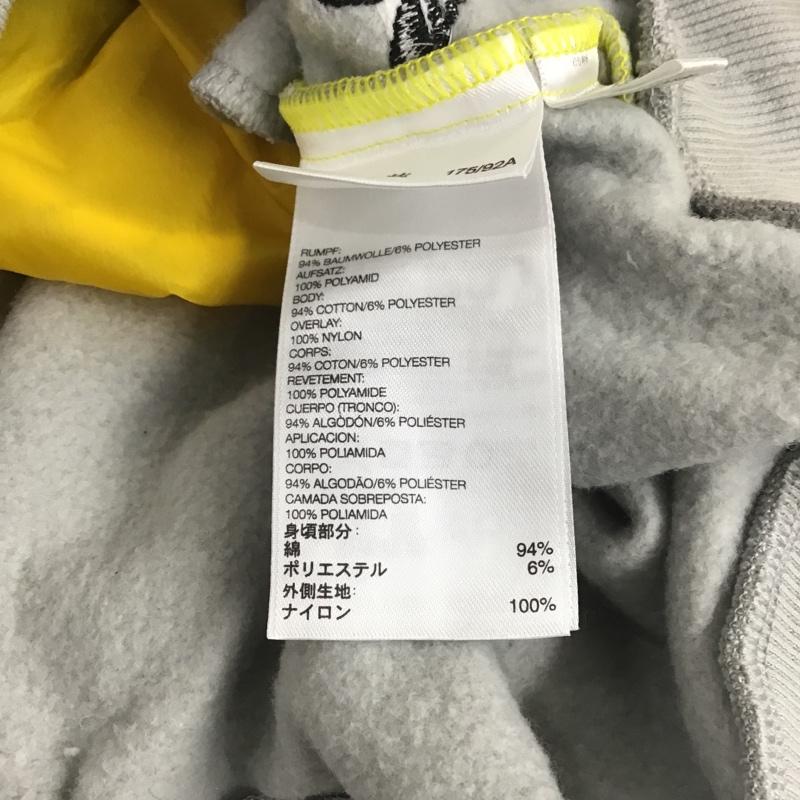 175/92A
RUMPF:
94% BAUMWOLLE/6% POLYESTER
AUFSATZ:
100% POLYAMID
BODY:
94% COTTON/6% POLYESTER
OVERLAY:
100% NYLON
CORPS:
94% COTON/6% POLYESTER
REVETEMENT:
100% POLYAMIDE
CUERPO (TRONCO):
94% ALGODÓN/6% POLIÉSTER
APLICACION:
100% POLIAMIDA
CORPO:
94% ALGODÃO/6% POLIÉSTER
CAMADA SOBREPOSTA:
100% POLIAMIDA
身頃部分:
綿 94%
ポリエステル 6%
外側生地:
ナイロン 100%